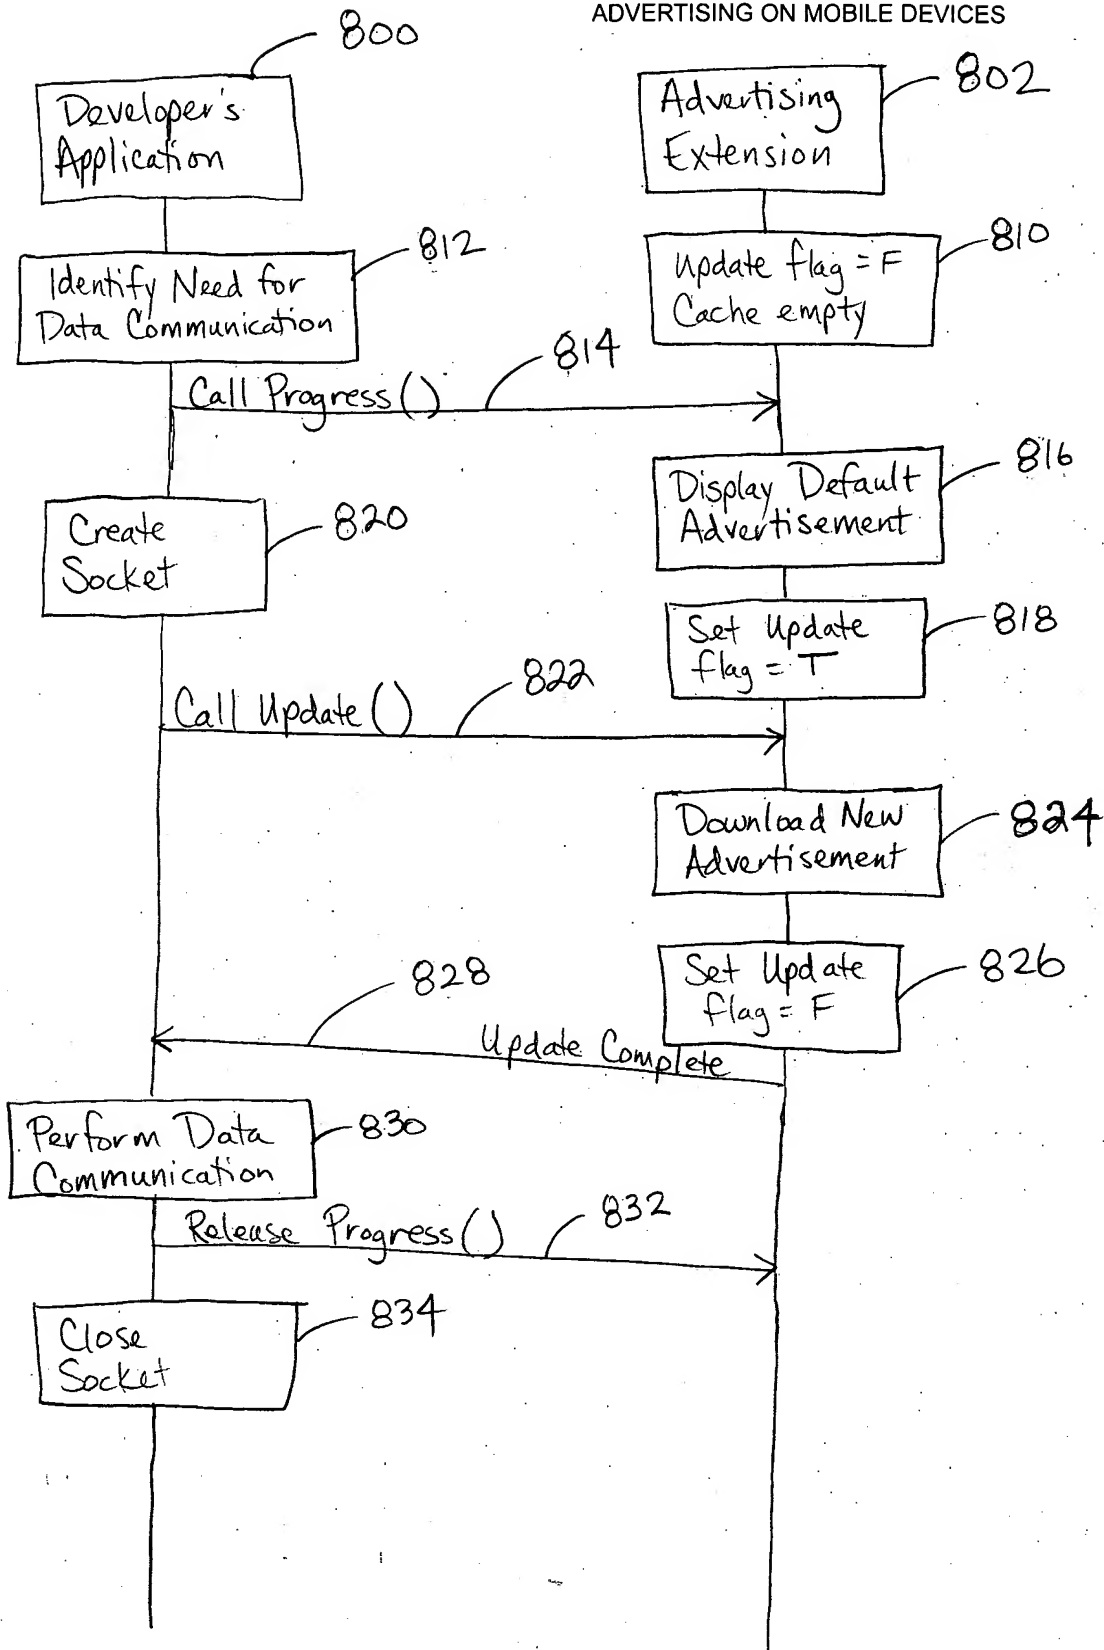 ADVERTISING ON MOBILE DEVICES
800
Developer's
Application
802
Advertising
Extension
812
Identify Need for
Data Communication
810
Update flag = F
Cache empty
814
Call Progress ()
816
Display Default
Advertisement
820
Create
Socket
818
Set Update
flag = T
822
Call Update ()
824
Download New
Advertisement
826
Set Update
flag = F
828
Update Complete
830
Perform Data
Communication
832
Release Progress ()
834
Close
Socket